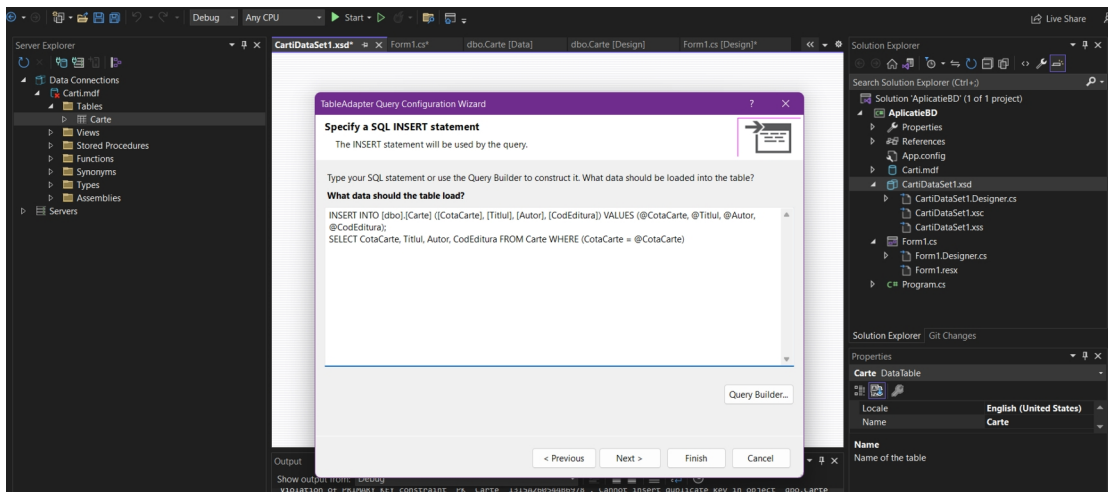 Debug
Any CPU
Start
Live Share
Server Explorer
Data Connections
Carti.mdf
Tables
Carte
Views
Stored Procedures
Functions
Synonyms
Types
Assemblies
Servers
CartiDataSet1.xsd*
Form1.cs*
dbo.Carte [Data]
dbo.Carte [Design]
Form1.cs [Design]*
TableAdapter Query Configuration Wizard
Specify a SQL INSERT statement
The INSERT statement will be used by the query.
Type your SQL statement or use the Query Builder to construct it. What data should be loaded into the table?
What data should the table load?
INSERT INTO [dbo].[Carte] ([CotaCarte], [Titlul], [Autor], [CodEditura]) VALUES (@CotaCarte, @Titlul, @Autor,
@CodEditura);
SELECT CotaCarte, Titlul, Autor, CodEditura FROM Carte WHERE (CotaCarte = @CotaCarte)
Query Builder...
< Previous
Next >
Finish
Cancel
Output
Show output from: Debug
Solution Explorer
Search Solution Explorer (Ctrl+;)
Solution 'AplicatieBD' (1 of 1 project)
AplicatieBD
Properties
References
App.config
Carti.mdf
CartiDataSet1.xsd
CartiDataSet1.Designer.cs
CartiDataSet1.xsc
CartiDataSet1.xss
Form1.cs
Form1.Designer.cs
Form1.resx
C# Program.cs
Solution Explorer
Git Changes
Properties
Carte DataTable
Locale English (United States)
Name Carte
Name
Name of the table